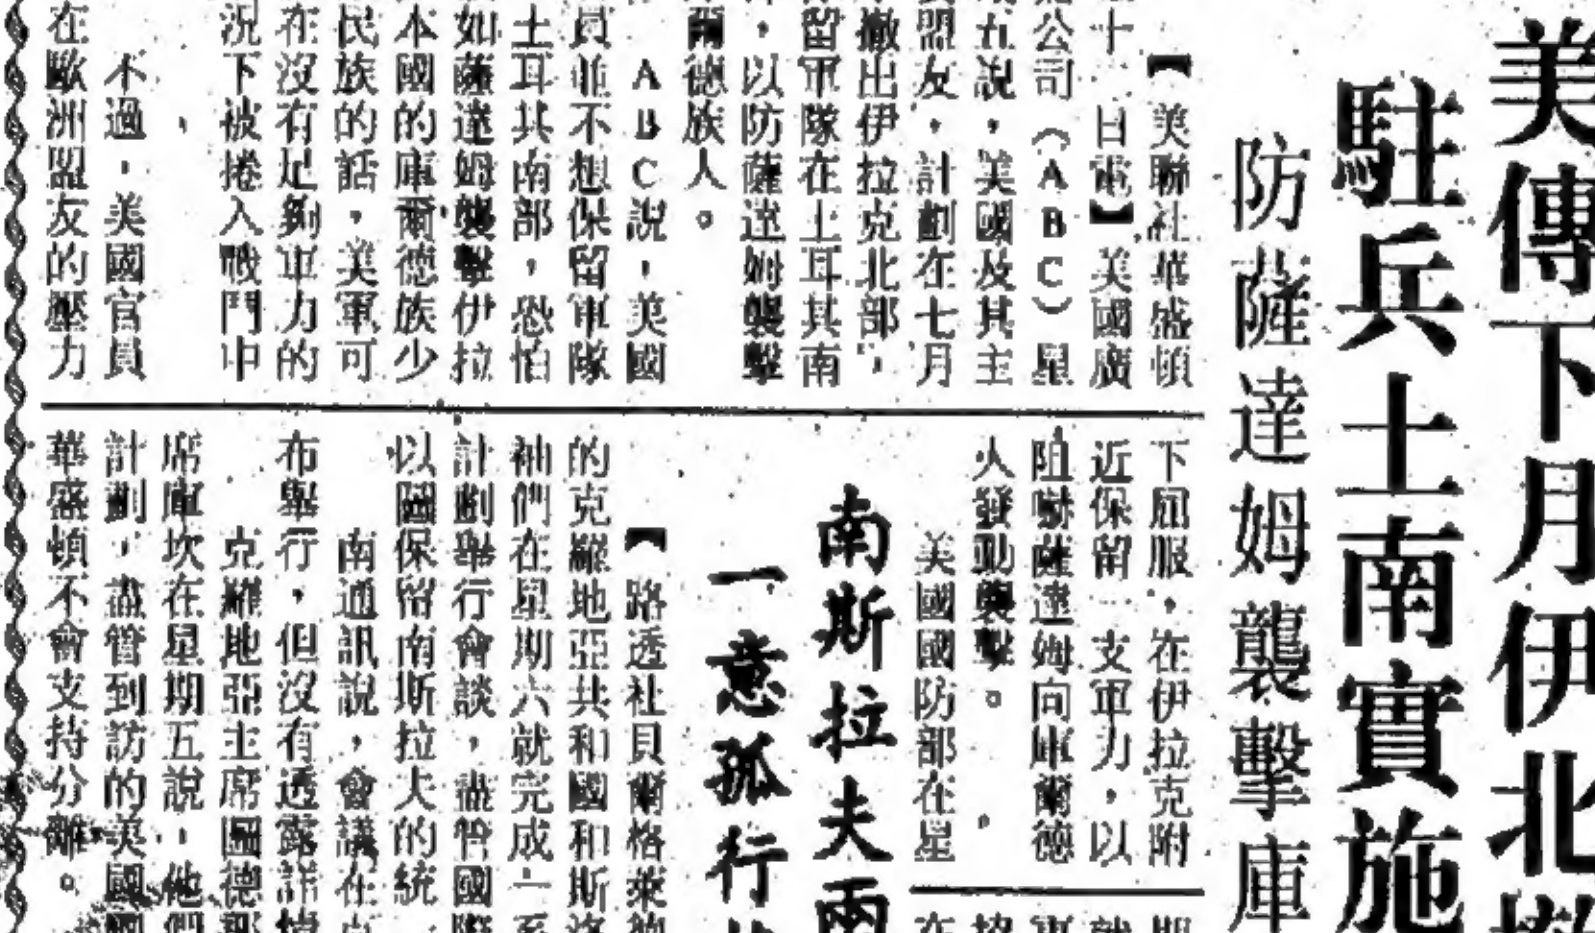 美傳下月伊北
駐兵土南實施
防薩達姆襲擊庫
【美聯社華盛頓
十一日電】美國廣
公司（ABC）星
五說，美國及其主
盟友，計劃在七月
撤出伊拉克北部，
留軍隊在土耳其南
，以防薩達姆襲擊
爾德族人。
ABC說，美國
員並不想保留軍隊
土耳其南部，恐怕
如薩達姆襲擊伊拉
本國的庫爾德族少
民族的話，美軍可
在沒有足夠軍力的
況下被捲入戰鬥中
，
不過，美國官員
在歐洲盟友的壓力
下屈服，在伊拉克附
近保留一支軍力，以
阻嚇薩達姆向庫爾德
人發動襲擊。
美國國防部在星
南斯拉夫兩
一意孤行
【路透社貝爾格萊德
的克羅地亞共和國和斯洛
袖們在星期六就完成一系
計劃舉行會談，盡管國際
以圖保留南斯拉夫的統
南通訊說，會議在
布舉行，但沒有透露詳情
克羅地亞主席圖德
席庫坎在星期五說，他們
計劃，盡管到訪的美國國
華盛頓不會支持分離。